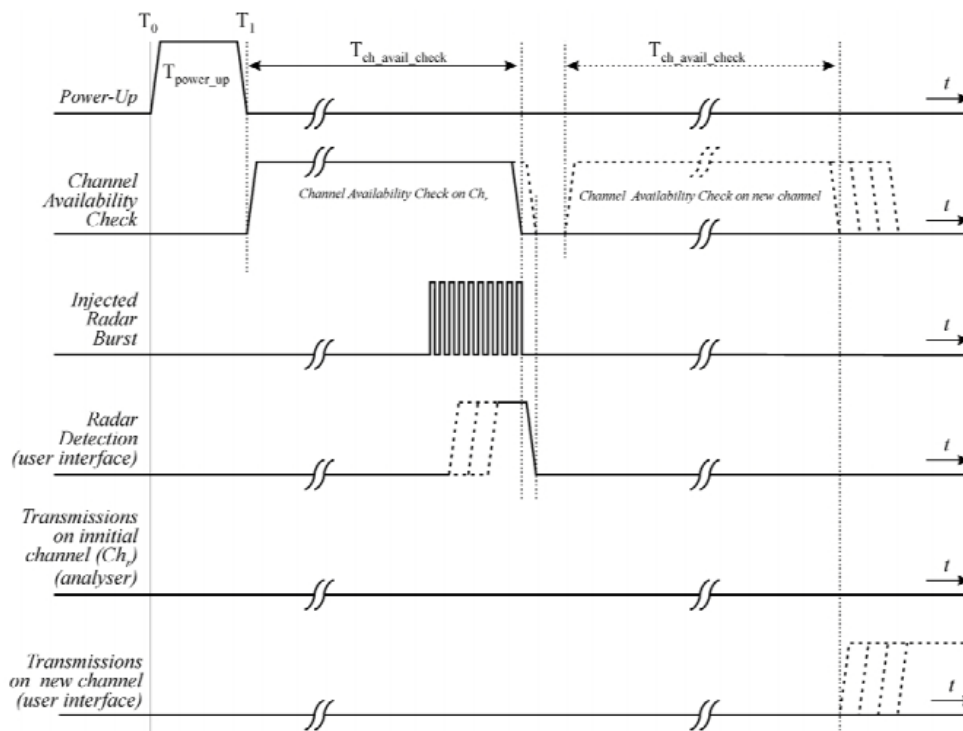 T0 T1
Tch_avail_check Tch_avail_check
Tpower_up
Power-Up
t
Channel
Availability
Check
Channel Availability Check on Chr
Channel Availability Check on new channel
t
Injected
Radar
Burst
t
Radar
Detection
(user interface)
t
Transmissions
on innitial
channel (Chr)
(analyser)
t
Transmissions
on new channel
(user interface)
t